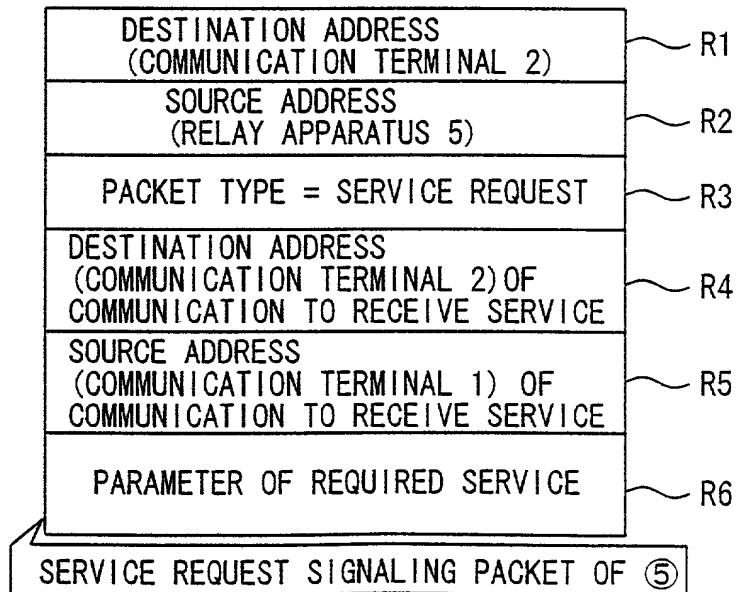 DESTINATION ADDRESS
(COMMUNICATION TERMINAL 2)
R1
SOURCE ADDRESS
(RELAY APPARATUS 5)
R2
PACKET TYPE = SERVICE REQUEST
R3
DESTINATION ADDRESS
(COMMUNICATION TERMINAL 2) OF
COMMUNICATION TO RECEIVE SERVICE
R4
SOURCE ADDRESS
(COMMUNICATION TERMINAL 1) OF
COMMUNICATION TO RECEIVE SERVICE
R5
PARAMETER OF REQUIRED SERVICE
R6
SERVICE REQUEST SIGNALING PACKET OF ⑤